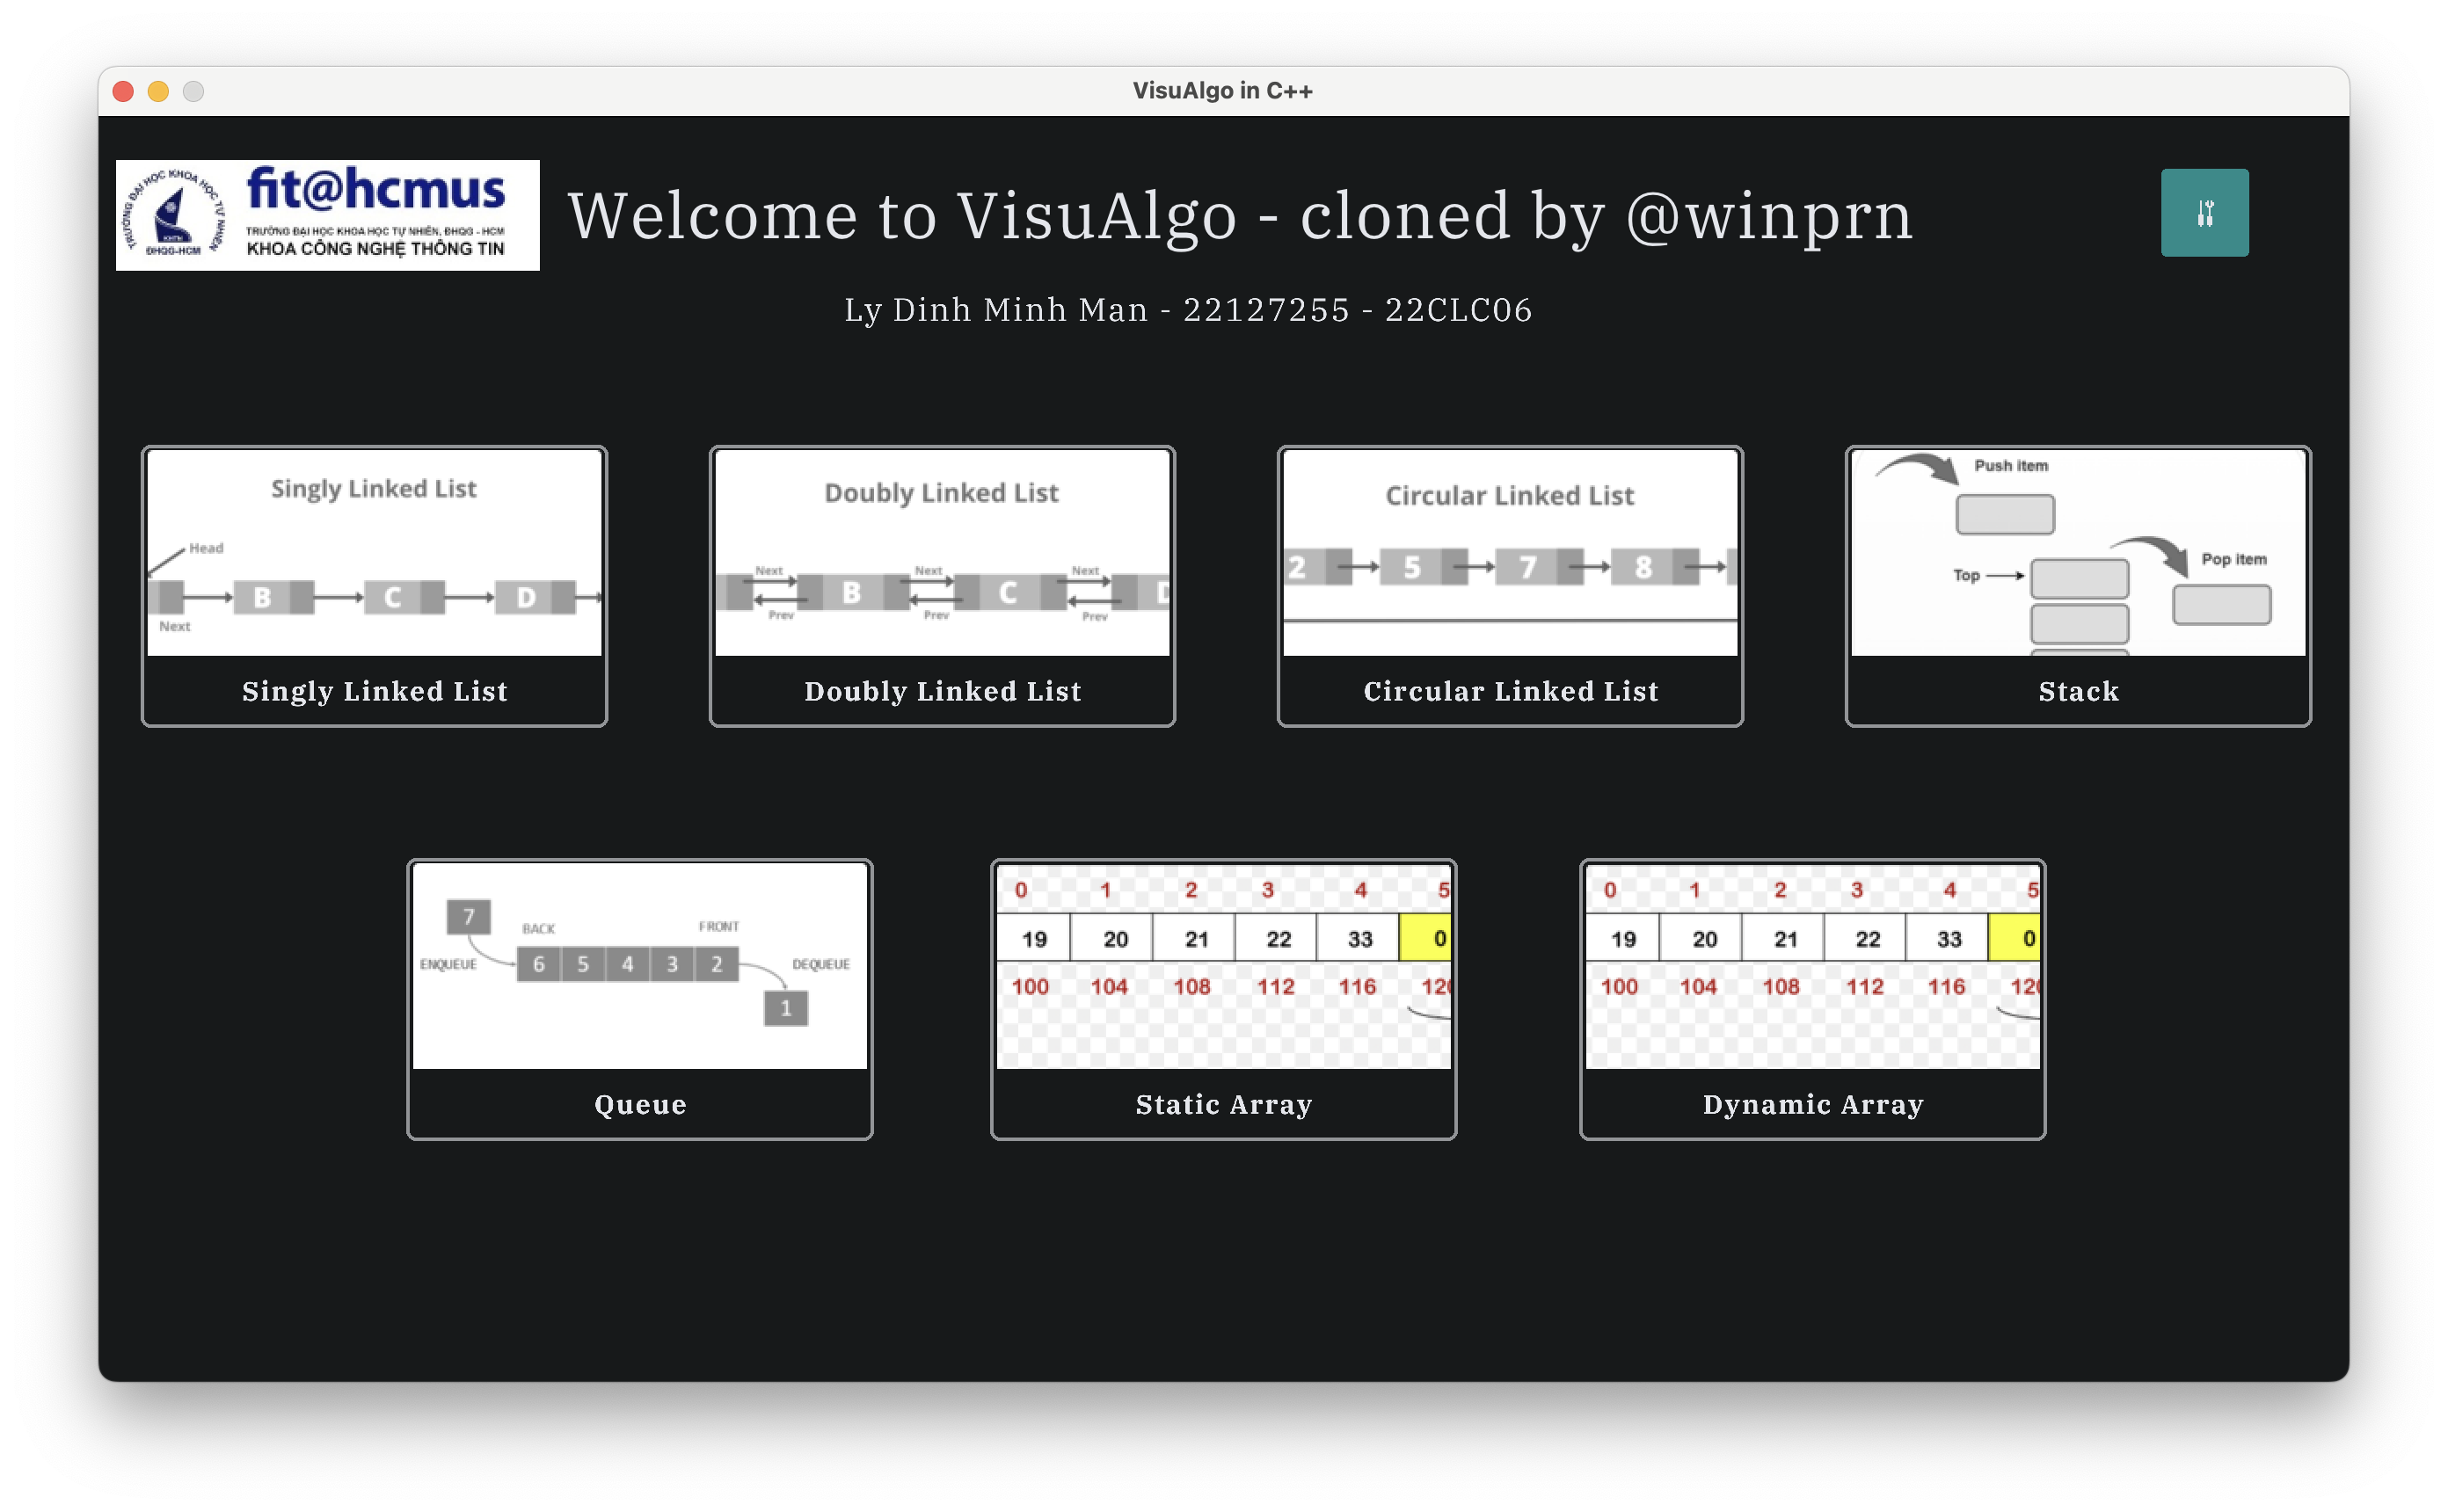 VisuAlgo in C++
TRƯỜNG ĐẠI HỌC KHOA HỌC TỰ NHIÊN
KHTN
ĐHQG-HCM
fit@hcmus
TRƯỜNG ĐẠI HỌC KHOA HỌC TỰ NHIÊN, ĐHQG - HCM
KHOA CÔNG NGHỆ THÔNG TIN
Welcome to VisuAlgo - cloned by @winprn
Ly Dinh Minh Man - 22127255 - 22CLC06
Singly Linked List
Head
B C D
Next
Singly Linked List
Doubly Linked List
Next Next Next
B C D
Prev Prev Prev
Doubly Linked List
Circular Linked List
2 5 7 8
Circular Linked List
Push item
Pop item
Top
Stack
7
BACK FRONT
ENQUEUE 6 5 4 3 2 DEQUEUE
1
Queue
0 1 2 3 4 5
19 20 21 22 33 0
100 104 108 112 116 120
Static Array
0 1 2 3 4 5
19 20 21 22 33 0
100 104 108 112 116 120
Dynamic Array